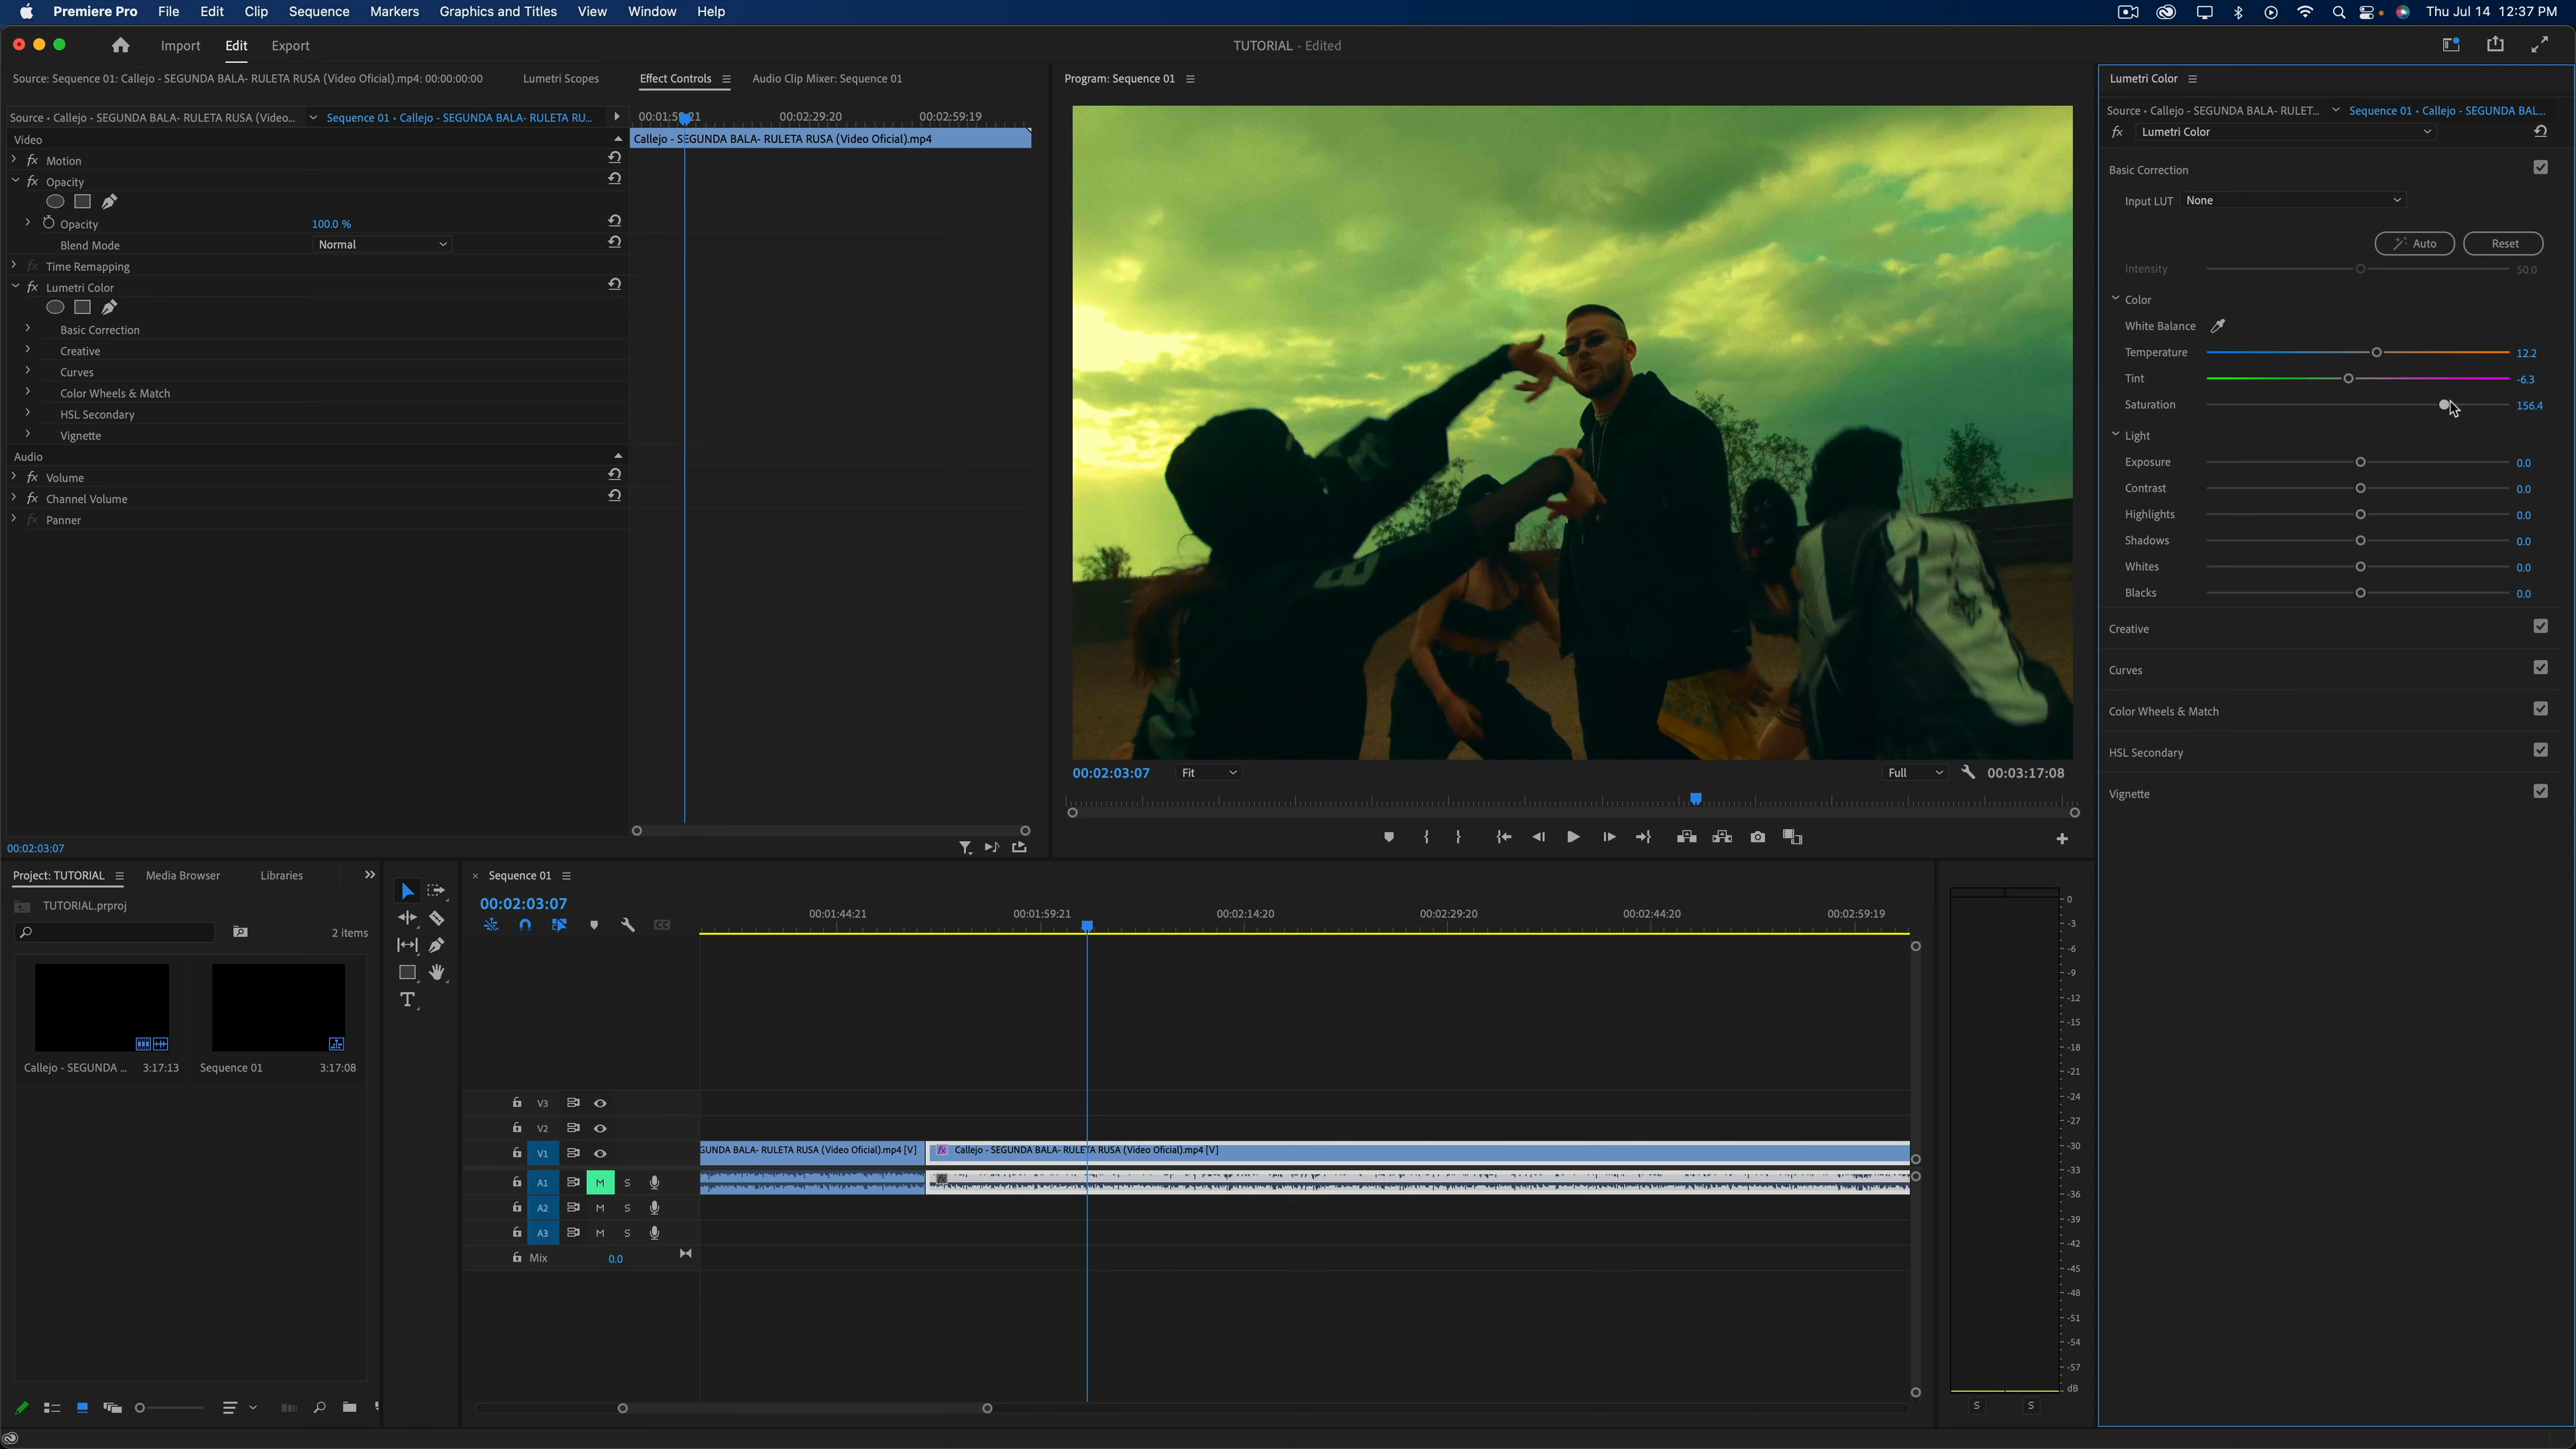 Premiere Pro File Edit Clip Sequence Markers Graphics and Titles View Window Help Thu Jul 14 12:37 PM
Import Edit Export TUTORIAL - Edited
Source: Sequence 01: Callejo - SEGUNDA BALA- RULETA RUSA (Video Oficial).mp4: 00:00:00:00 Lumetri Scopes Effect Controls Audio Clip Mixer: Sequence 01
Source • Callejo - SEGUNDA BALA- RULETA RUSA (Video... Sequence 01 • Callejo - SEGUNDA BALA- RULETA RU...
00:02:29:20 00:02:59:19
Callejo - SEGUNDA BALA- RULETA RUSA (Video Oficial).mp4
Video
fx Motion
fx Opacity
Opacity 100.0 %
Blend Mode Normal
fx Time Remapping
fx Lumetri Color
Basic Correction
Creative
Curves
Color Wheels & Match
HSL Secondary
Vignette
Audio
fx Volume
fx Channel Volume
fx Panner
00:02:03:07
Program: Sequence 01
00:02:03:07 Fit Full 00:03:17:08
Lumetri Color
Source • Callejo - SEGUNDA BALA- RULET... Sequence 01 • Callejo - SEGUNDA BAL...
fx Lumetri Color
Basic Correction
Input LUT None
Auto Reset
Intensity 50.0
Color
White Balance
Temperature 12.2
Tint -6.3
Saturation 156.4
Light
Exposure 0.0
Contrast 0.0
Highlights 0.0
Shadows 0.0
Whites 0.0
Blacks 0.0
Creative
Curves
Color Wheels & Match
HSL Secondary
Vignette
Project: TUTORIAL Media Browser Libraries
TUTORIAL.prproj
2 items
Callejo - SEGUNDA ... 3:17:13 Sequence 01 3:17:08
T
× Sequence 01
00:02:03:07
CC
00:01:44:21 00:01:59:21 00:02:14:20 00:02:29:20 00:02:44:20 00:02:59:19
V3
V2
V1 GUNDA BALA- RULETA RUSA (Video Oficial).mp4 [V] fx Callejo - SEGUNDA BALA- RULETA RUSA (Video Oficial).mp4 [V]
A1 M S fx
A2 M S
A3 M S
Mix 0.0
0
-3
-6
-9
-12
-15
-18
-21
-24
-27
-30
-33
-36
-39
-42
-45
-48
-51
-54
-57
dB
S S